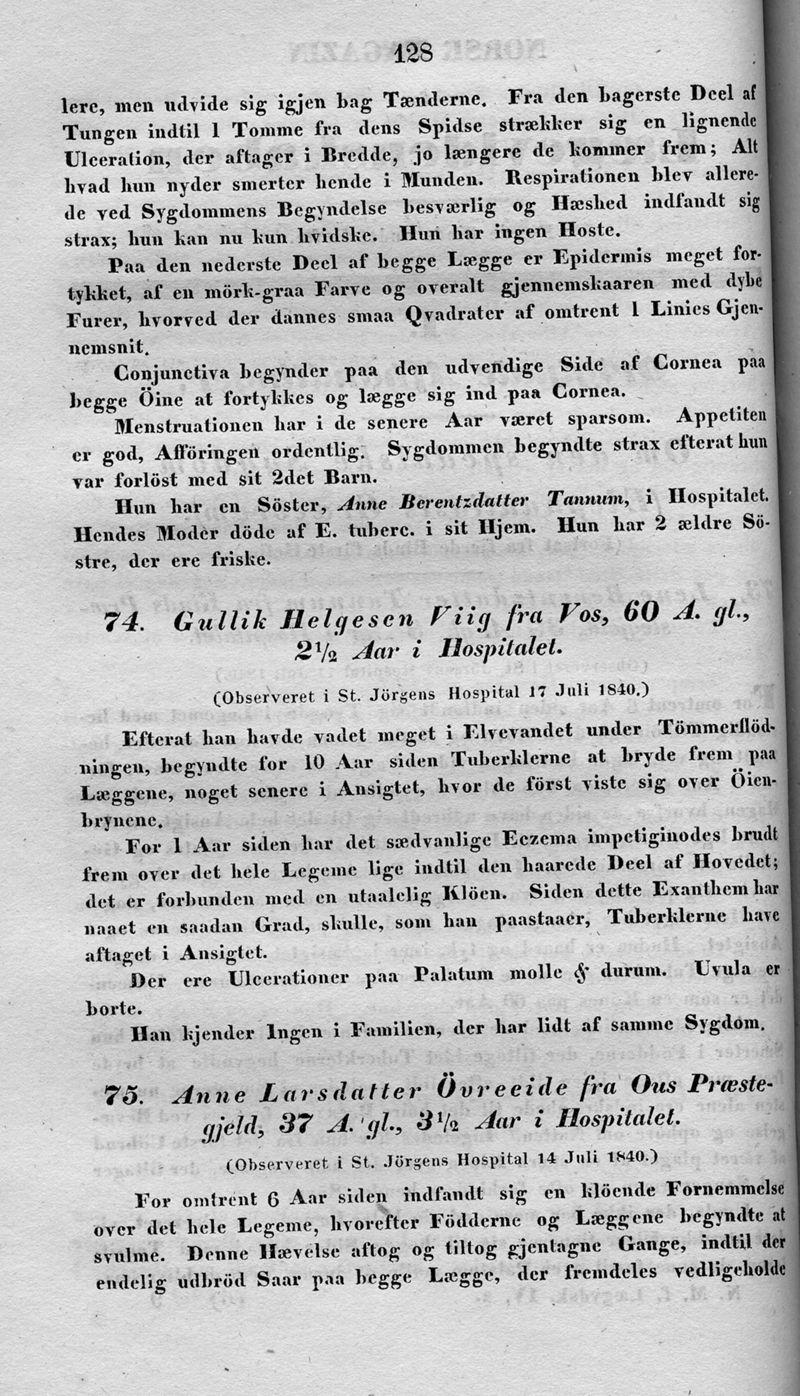 128
lere, men udvide sig igjen bag Tænderne. Fra den bagerste Deel af
Tungen indtil 1 Tomme fra dens Spidse strækker sig en lignende
Ulceration, der aftager i Bredde, jo længere de kommer frem; Alt
hvad hun nyder smerter hende i Munden. Respirationen blev allere-
de ved Sygdommens Begyndelse besværlig og Hæshed indfandt sig
strax; hun kan nu kun hvidske. Hun har ingen Hoste.
Paa den nederste Deel af begge Lægge er Epidermis meget for-
tykket, af en mörk-graa Farve og overalt gjennemskaaren med dybe
Furer, hvorved der dannes smaa Qvadrater af omtrent 1 Linies Gjen-
nemsnit.
Conjunctiva begynder paa den udvendige Side af Cornea paa
begge Öine at fortykkes og lægge sig ind paa Cornea.
Menstruationen har i de senere Aar været sparsom. Appetiten
er god, Afföringen ordentlig. Sygdommen begyndte strax efterat hun
var forlöst med sit 2det Barn.
Hun har en Söster, Anne Berentzdatter Tannum, i Hospitalet.
Hendes Moder döde af E. tuberc. i sit Hjem. Hun har 2 ældre Sö-
stre, der ere friske.
74. Gullik Helgesen Viig fra Vos, 60 A. gl.,
2½ Aar i Hospitalet.
(Observeret i St. Jörgens Hospital 17 Juli 1840.)
Efterat han havde vadet meget i Elvevandet under Tömmerflöd-
ningen, begyndte for 10 Aar siden Tuberklerne at bryde frem paa
Læggene, noget senere i Ansigtet, hvor de först viste sig over Öien-
brynene.
For 1 Aar siden har det sædvanlige Eczema impetiginodes brudt
frem over det hele Legeme lige indtil den haarede Deel af Hovedet;
det er forbunden med en utaalelig Klöen. Siden dette Exanthem har
naaet en saadan Grad, skulle, som han paastaaer, Tuberklerne have
aftaget i Ansigtet.
Der ere Ulcerationer paa Palatum molle & durum. Uvula er
borte.
Han kjender Ingen i Familien, der har lidt af samme Sygdom.
75. Anne Larsdatter Övreeide fra Ous Præste-
gjeld, 37 A. gl., 3½ Aar i Hospitalet.
(Observeret i St. Jörgens Hospital 14 Juli 1840.)
For omtrent 6 Aar siden indfandt sig en klöende Fornemmelse
over det hele Legeme, hvorefter Födderne og Læggene begyndte at
svulme. Denne Hævelse aftog og tiltog gjentagne Gange, indtil der
endelig udbröd Saar paa begge Lægge, der fremdeles vedligeholde